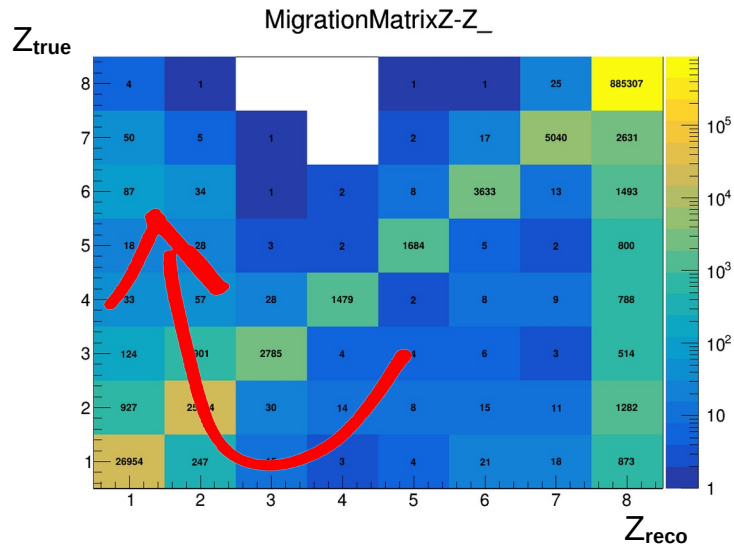 MigrationMatrixZ-Z_
Z_true
8 4 1 1 1 25 885307
7 50 5 1 2 17 5040 2631 10^5
6 87 34 1 2 8 3633 13 1493 10^4
5 18 28 3 2 1684 5 2 800 10^3
4 33 57 28 1479 2 8 9 788
3 124 2785 4 6 3 514 10^2
2 927 30 14 8 15 11 1282 10
1 26954 247 3 4 21 18 873 1
1 2 3 4 5 6 7 8
Z_reco